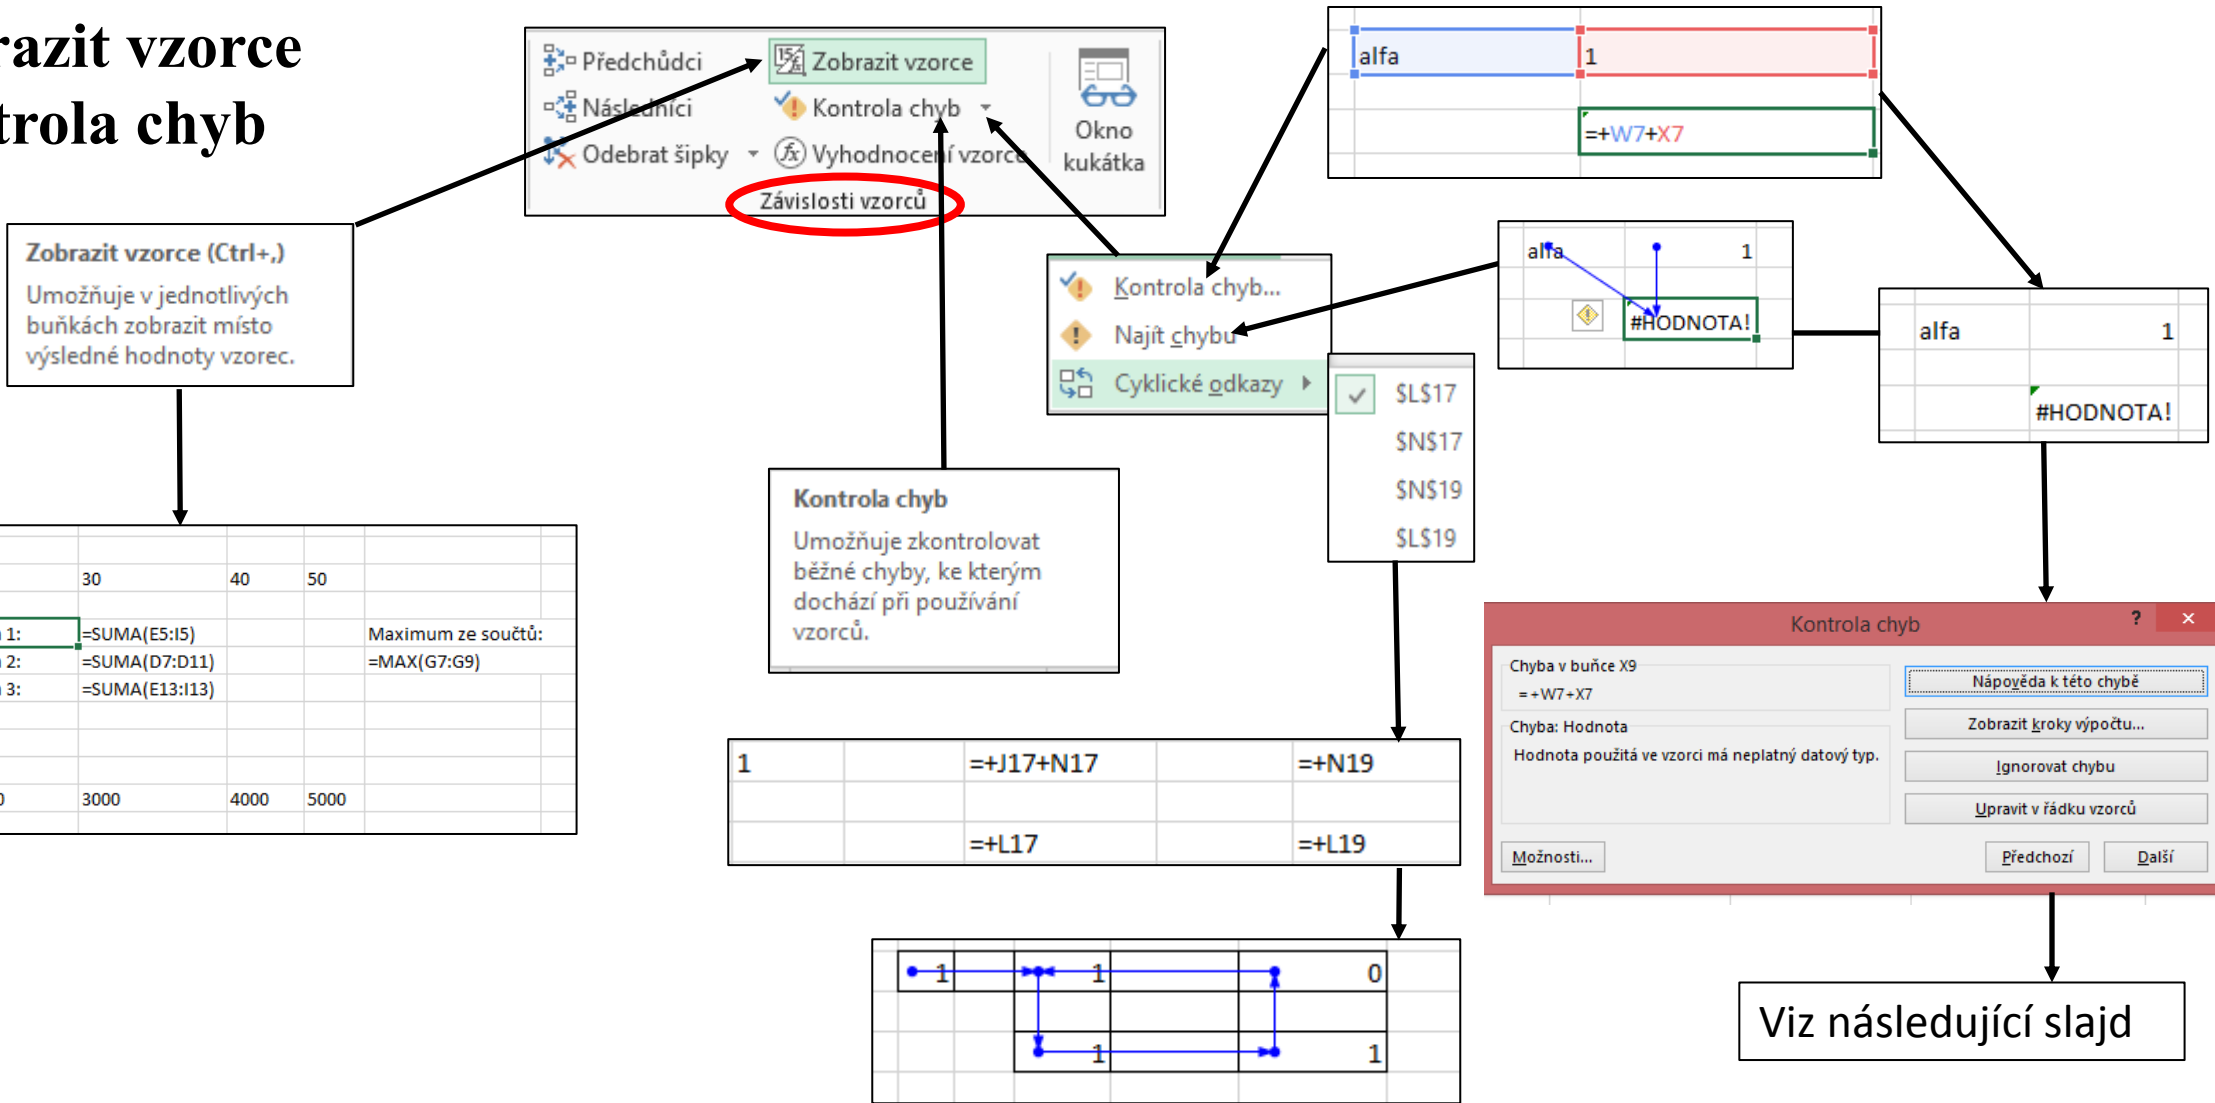 razit vzorce
trola chyb
Předchůdci
Zobrazit vzorce
Následníci
Kontrola chyb
Odebrat šipky
Vyhodnocení vzorce
Okno
kukátka
Závislosti vzorců
alfa 1
=+W7+X7
Zobrazit vzorce (Ctrl+,)
Umožňuje v jednotlivých
buňkách zobrazit místo
výsledné hodnoty vzorec.
Kontrola chyb...
Najít chybu
Cyklické odkazy
$L$17
$N$17
$N$19
$L$19
alfa 1
#HODNOTA!
alfa 1
#HODNOTA!
Kontrola chyb
Umožňuje zkontrolovat
běžné chyby, ke kterým
dochází při používání
vzorců.
30 40 50
1: =SUMA(E5:I5) Maximum ze součtů:
2: =SUMA(D7:D11) =MAX(G7:G9)
3: =SUMA(E13:I13)
0 3000 4000 5000
Kontrola chyb ? ×
Chyba v buňce X9
=+W7+X7
Chyba: Hodnota
Hodnota použitá ve vzorci má neplatný datový typ.
Nápověda k této chybě
Zobrazit kroky výpočtu...
Ignorovat chybu
Upravit v řádku vzorců
Možnosti...
Předchozí
Další
1 =+J17+N17 =+N19
=+L17 =+L19
1 1 0
1 1
Viz následující slajd